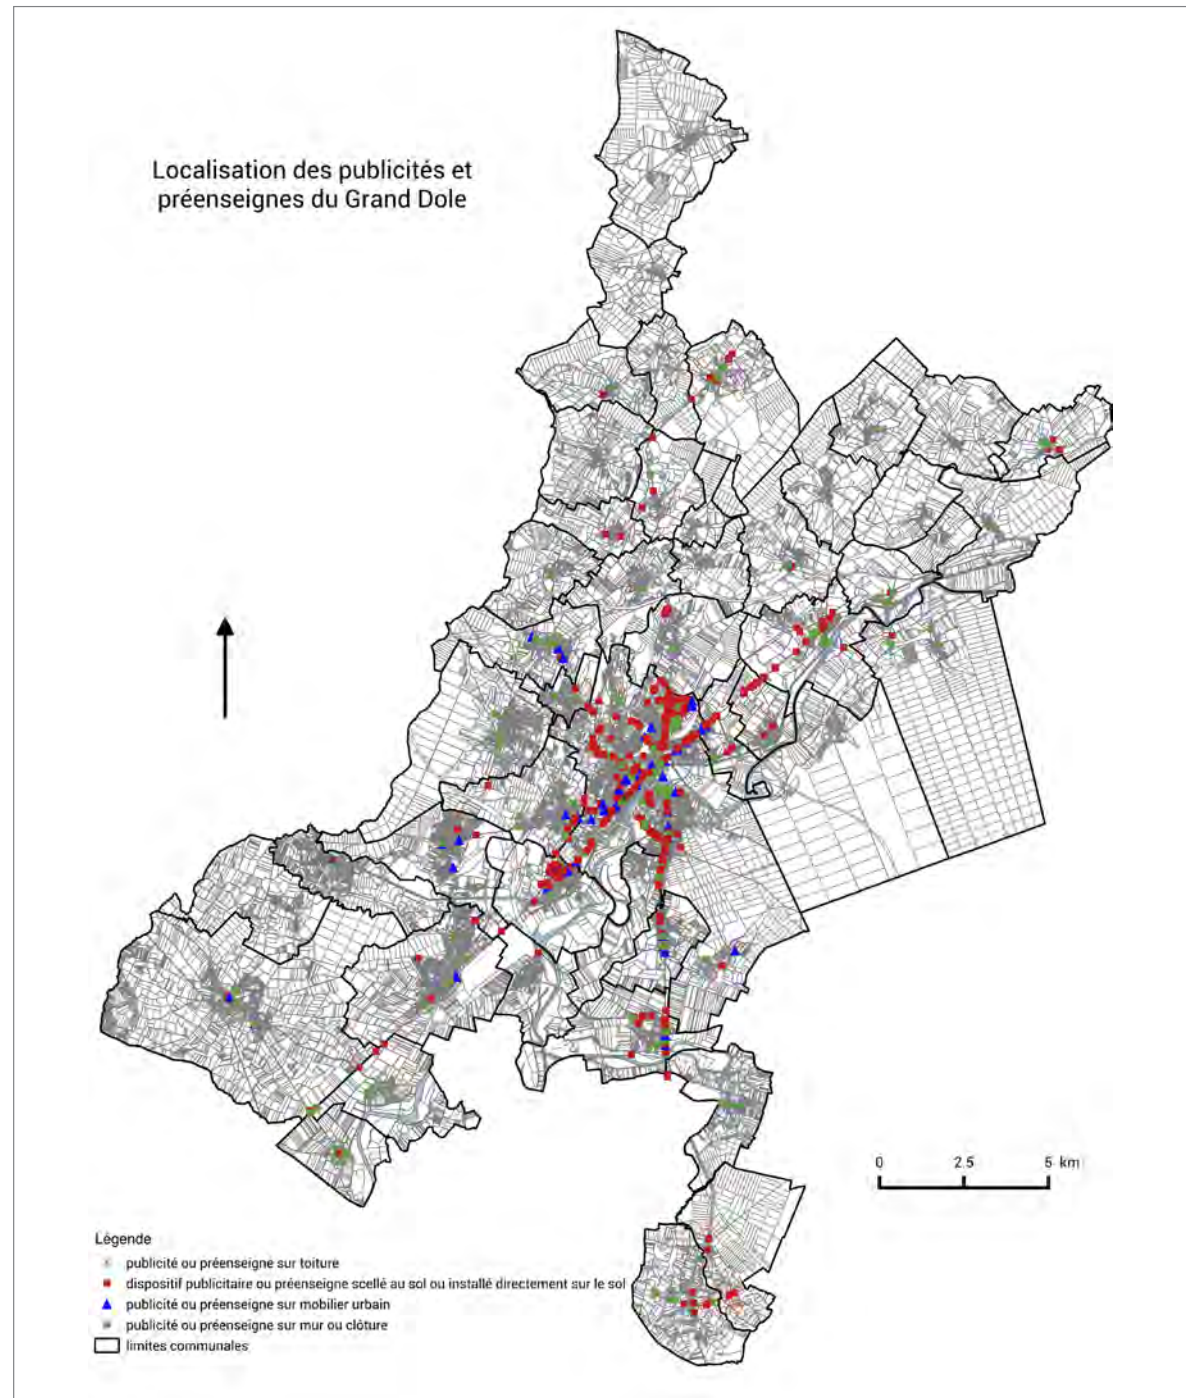 Localisation des publicités et
préenseignes du Grand Dole
0 2.5 5 km
Légende
publicité ou préenseigne sur toiture
dispositif publicitaire ou préenseigne scellé au sol ou installé directement sur le sol
publicité ou préenseigne sur mobilier urbain
publicité ou préenseigne sur mur ou clôture
limites communales